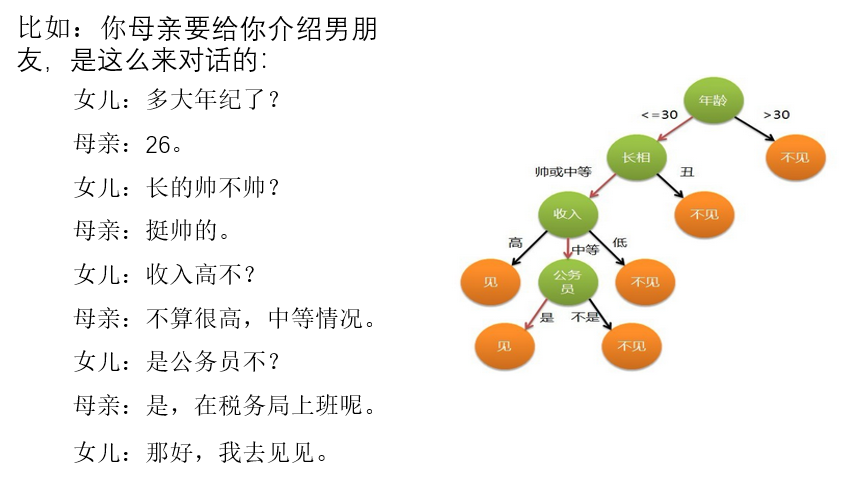 比如：你母亲要给你介绍男朋
友，是这么来对话的：
女儿：多大年纪了？
母亲：26。
女儿：长的帅不帅？
母亲：挺帅的。
女儿：收入高不？
母亲：不算很高，中等情况。
女儿：是公务员不？
母亲：是，在税务局上班呢。
女儿：那好，我去见见。
年龄
<=30
>30
长相
不见
帅或中等
丑
收入
不见
高
中等
低
见
公务
员
不见
是
不是
见
不见